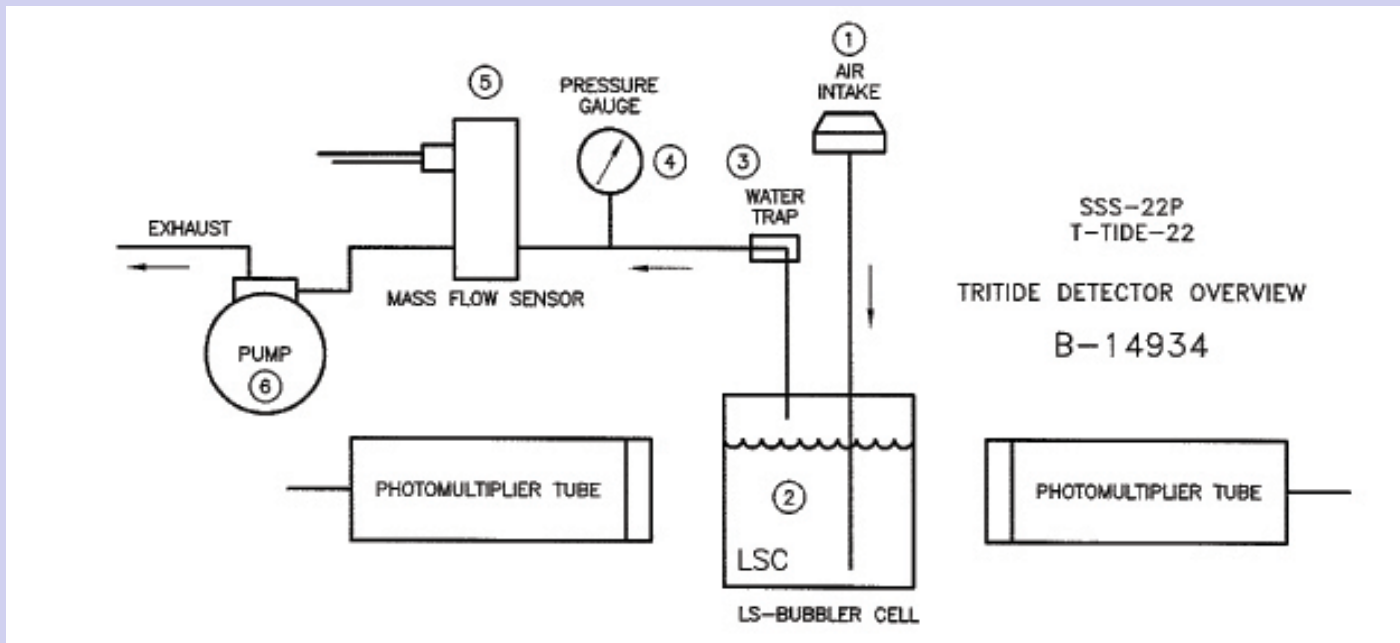 ①
AIR
INTAKE
⑤
PRESSURE
GAUGE
④
③
WATER
TRAP
SSS-22P
T-TIDE-22
EXHAUST
MASS FLOW SENSOR
TRITIDE DETECTOR OVERVIEW
B-14934
PUMP
⑥
PHOTOMULTIPLIER TUBE
②
LSC
PHOTOMULTIPLIER TUBE
LS-BUBBLER CELL